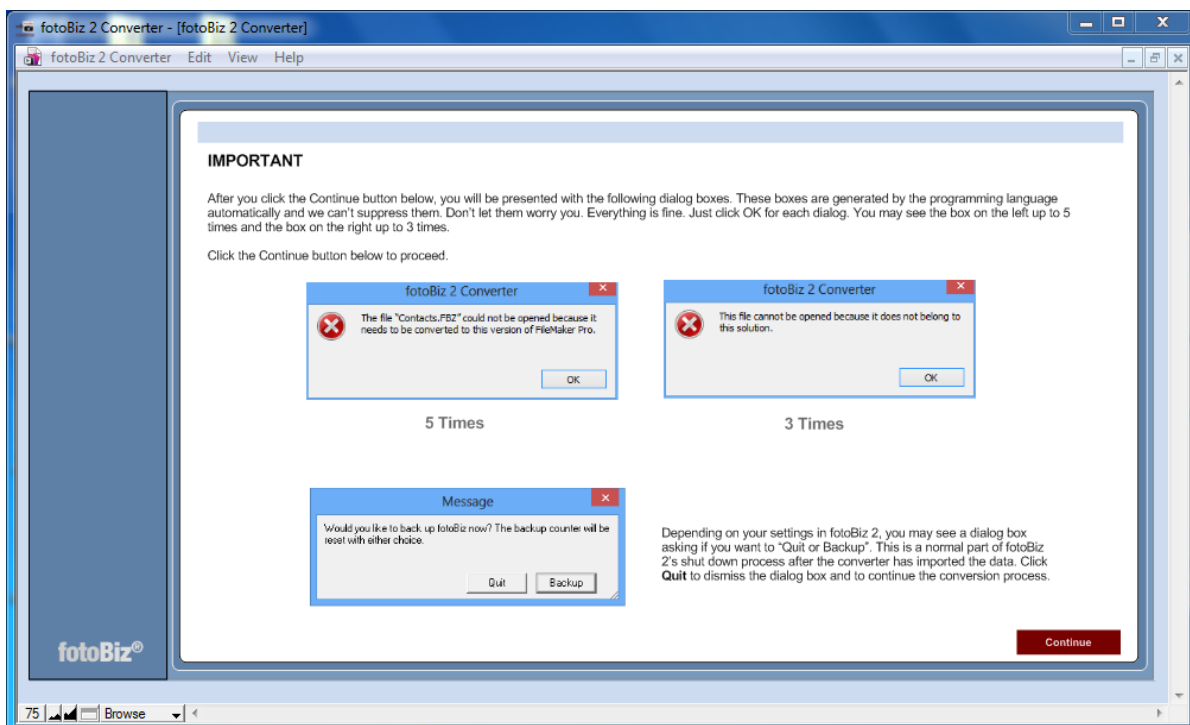 fotoBiz 2 Converter - [fotoBiz 2 Converter]
fotoBiz 2 Converter Edit View Help
IMPORTANT
After you click the Continue button below, you will be presented with the following dialog boxes. These boxes are generated by the programming language
automatically and we can't suppress them. Don't let them worry you. Everything is fine. Just click OK for each dialog. You may see the box on the left up to 5
times and the box on the right up to 3 times.
Click the Continue button below to proceed.
fotoBiz 2 Converter
The file "Contacts.FBZ" could not be opened because it
needs to be converted to this version of FileMaker Pro.
OK
5 Times
fotoBiz 2 Converter
This file cannot be opened because it does not belong to
this solution.
OK
3 Times
Message
Would you like to back up fotoBiz now? The backup counter will be
reset with either choice.
Quit Backup
Depending on your settings in fotoBiz 2, you may see a dialog box
asking if you want to "Quit or Backup". This is a normal part of fotoBiz
2's shut down process after the converter has imported the data. Click
Quit to dismiss the dialog box and to continue the conversion process.
Continue
fotoBiz®
75 Browse